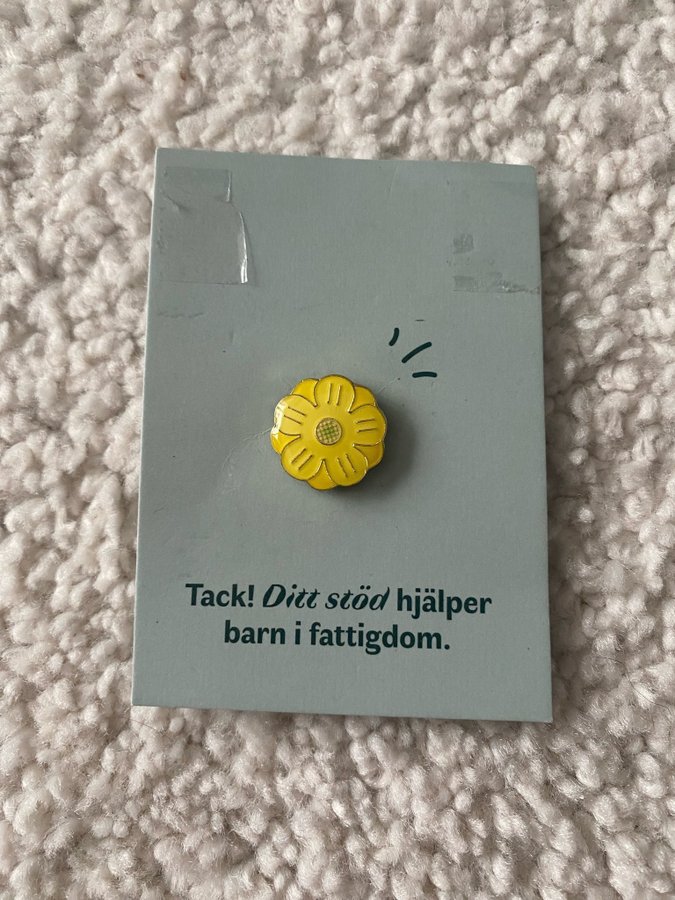 Tack! Ditt stöd hjälper
barn i fattigdom.